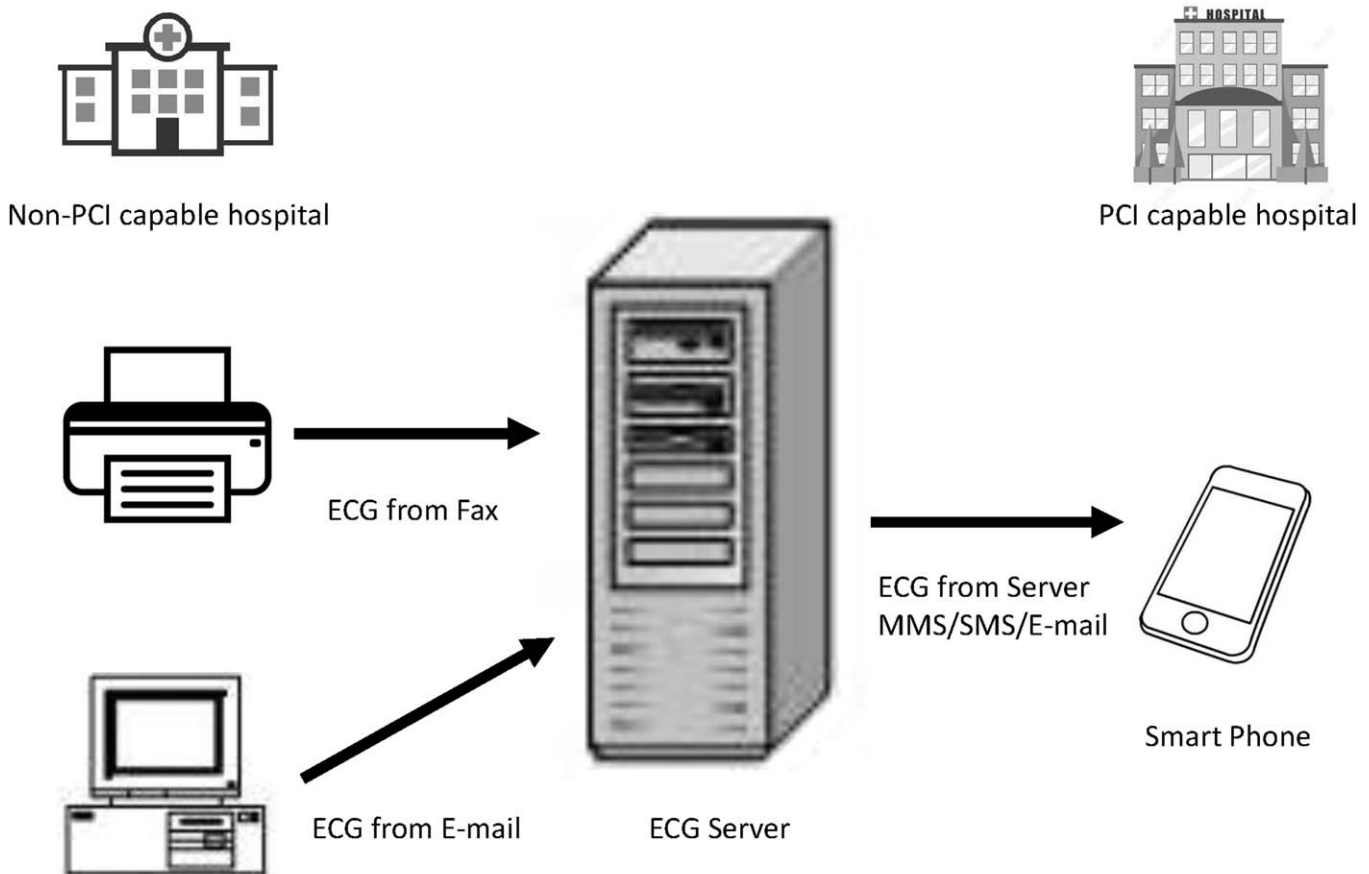 HOSPITAL
Non-PCI capable hospital
PCI capable hospital
ECG from Fax
ECG from Server
MMS/SMS/E-mail
Smart Phone
ECG from E-mail
ECG Server